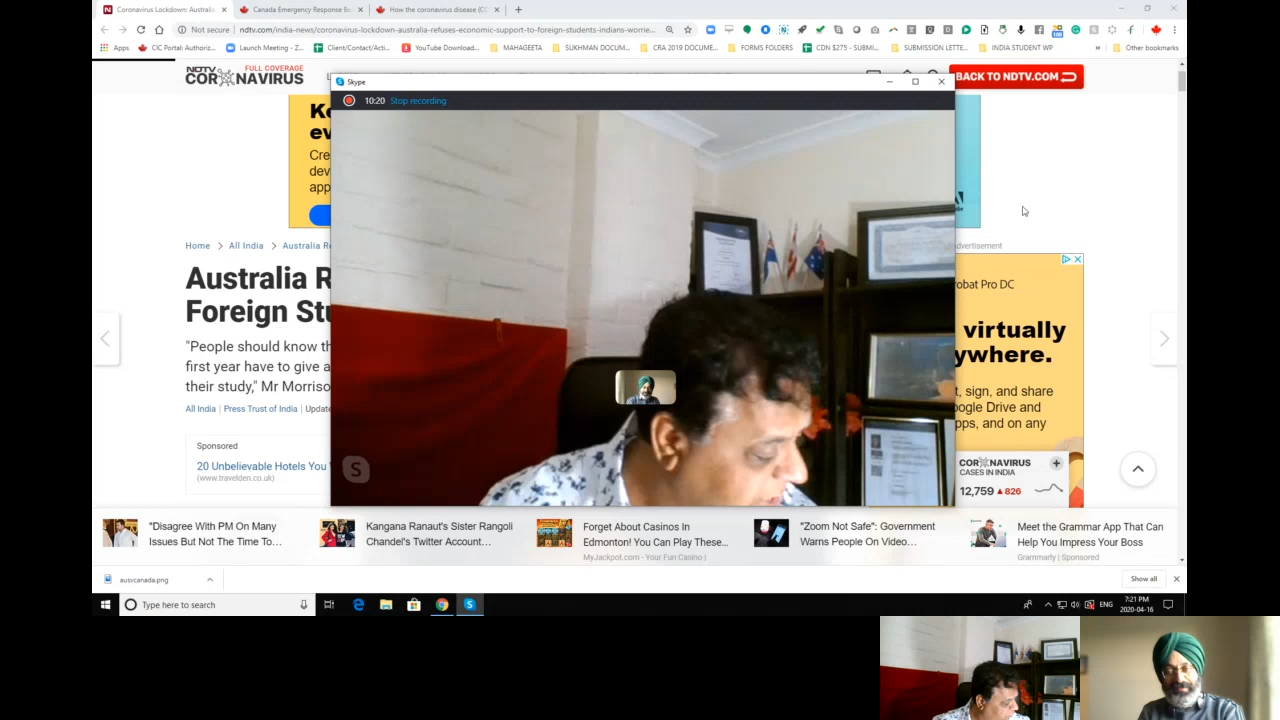 Coronavirus Lockdown: Australia
Canada Emergency Response Be
How the coronavirus disease (CO
Not secure
ndtv.com/india-news/coronavirus-lockdown-australia-refuses-economic-support-to-foreign-students-indians-worrie...
Apps
CIC Portal: Authoriz...
Launch Meeting - Z...
Client/Contact/Acti...
YouTube Download...
MAHAGEETA
SUKHMAN DOCUM...
CRA 2019 DOCUME...
FORMS FOLDERS
CDN $275 - SUBMI...
SUBMISSION LETTE...
INDIA STUDENT WP
»
Other bookmarks
NDTV
FULL COVERAGE
CORONAVIRUS
BACK TO NDTV.COM
Skype
10:20 Stop recording
ev
Cre
dev
app
Home > All India > Australia Re
Advertisement
Australia R
Foreign Stu
"People should know th
first year have to give a
their study," Mr Morriso
All India | Press Trust of India | Update
Sponsored
20 Unbelievable Hotels You
(www.travelden.co.uk)
robat Pro DC
virtually
ywhere.
t, sign, and share
oogle Drive and
pps, and on any
CORONAVIRUS
CASES IN INDIA
12,759 ▲826
"Disagree With PM On Many
Issues But Not The Time To...
Kangana Ranaut's Sister Rangoli
Chandel's Twitter Account...
Forget About Casinos In
Edmonton! You Can Play These...
MyJackpot.com - Your Fun Casino |
"Zoom Not Safe": Government
Warns People On Video...
Meet the Grammar App That Can
Help You Impress Your Boss
Grammarly | Sponsored
auscvanada.png
Show all
Type here to search
ENG
7:21 PM
2020-04-16